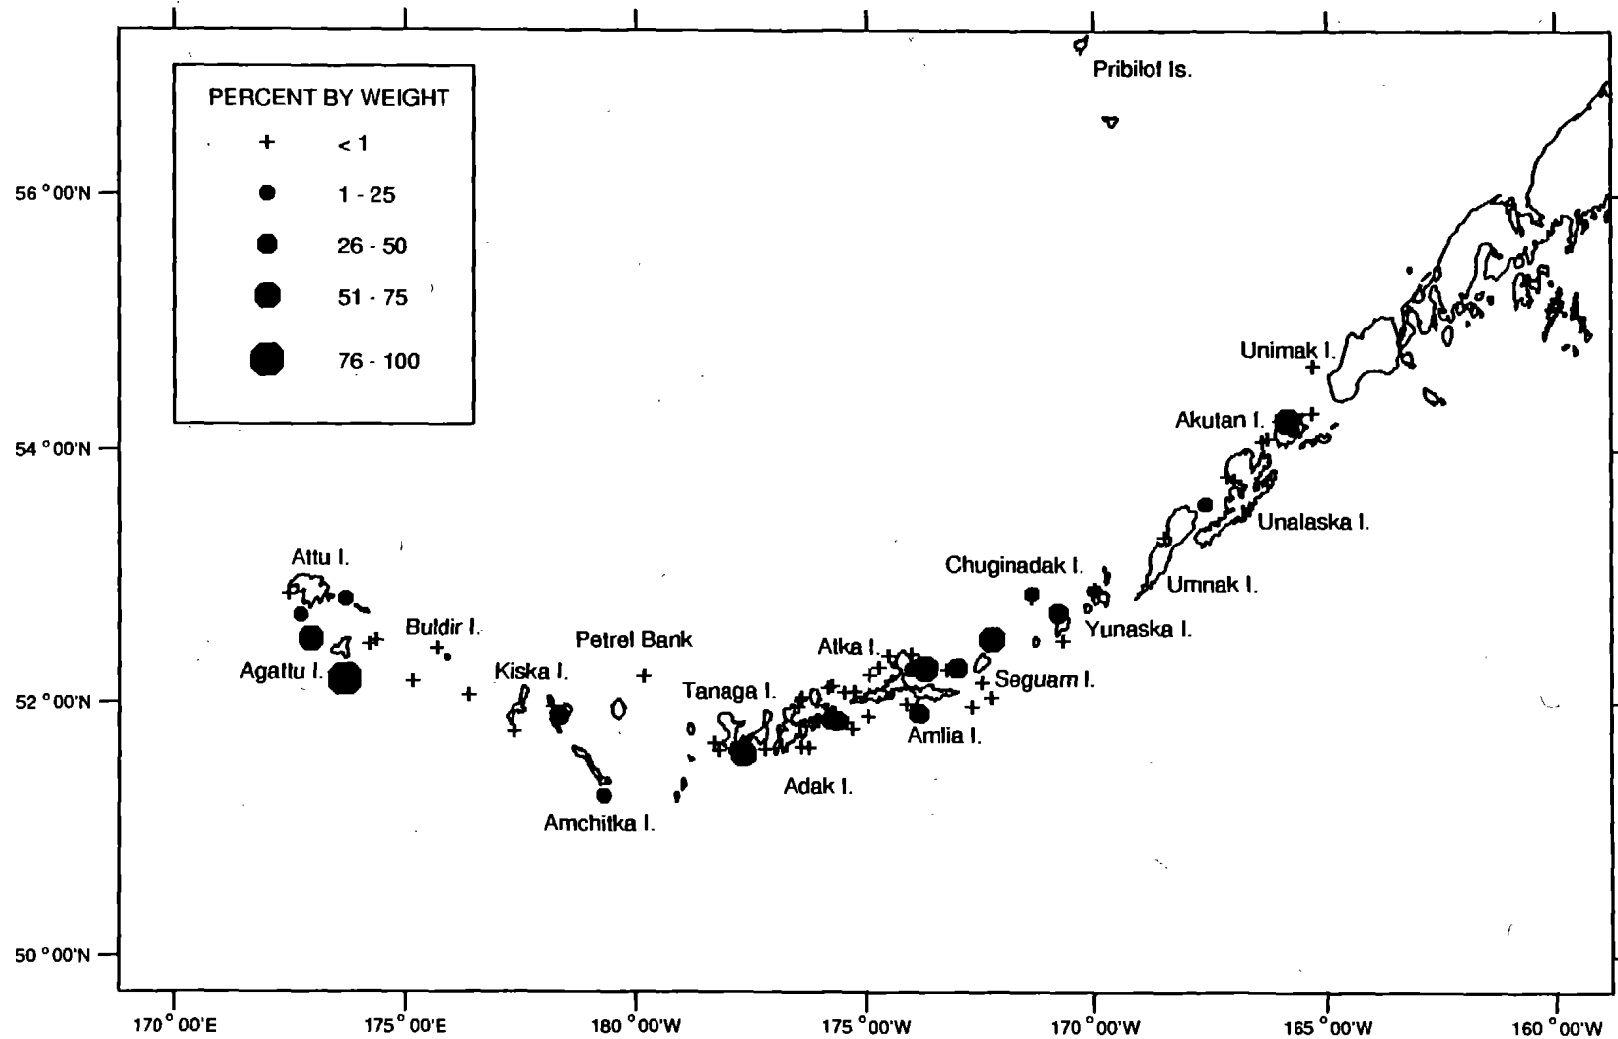 PERCENT BY WEIGHT
< 1
1 - 25
26 - 50
51 - 75
76 - 100
Pribilof Is.
56°00'N
Unimak I.
Akutan I.
54°00'N
Unalaska I.
Attu I.
Chuginadak I.
Umnak I.
Buldir I.
Petrel Bank
Yunaska I.
Agattu I.
Kiska I.
Atka I.
Seguam I.
Tanaga I.
52°00'N
Amlia I.
Adak I.
Amchitka I.
50°00'N
170°00'E
175°00'E
180°00'W
175°00'W
170°00'W
165°00'W
160°00'W